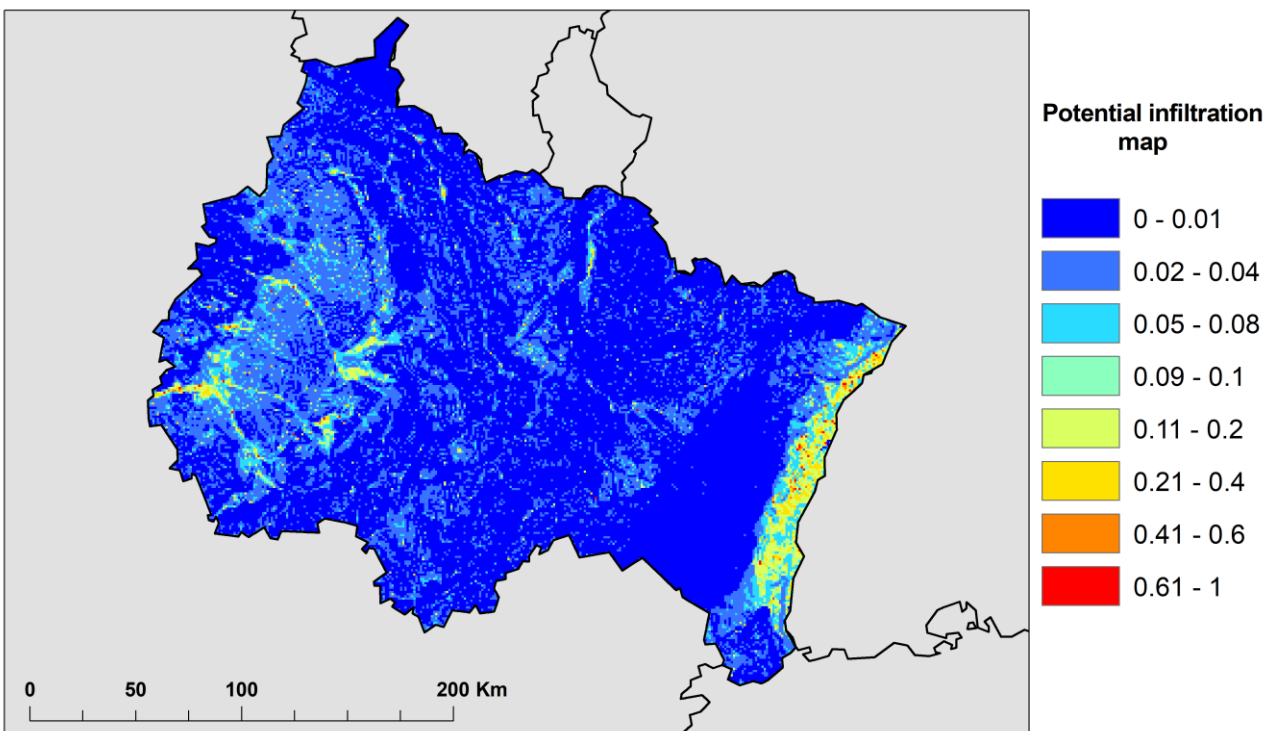 Potential infiltration
map
0 - 0.01
0.02 - 0.04
0.05 - 0.08
0.09 - 0.1
0.11 - 0.2
0.21 - 0.4
0.41 - 0.6
0.61 - 1
0 50 100 200 Km